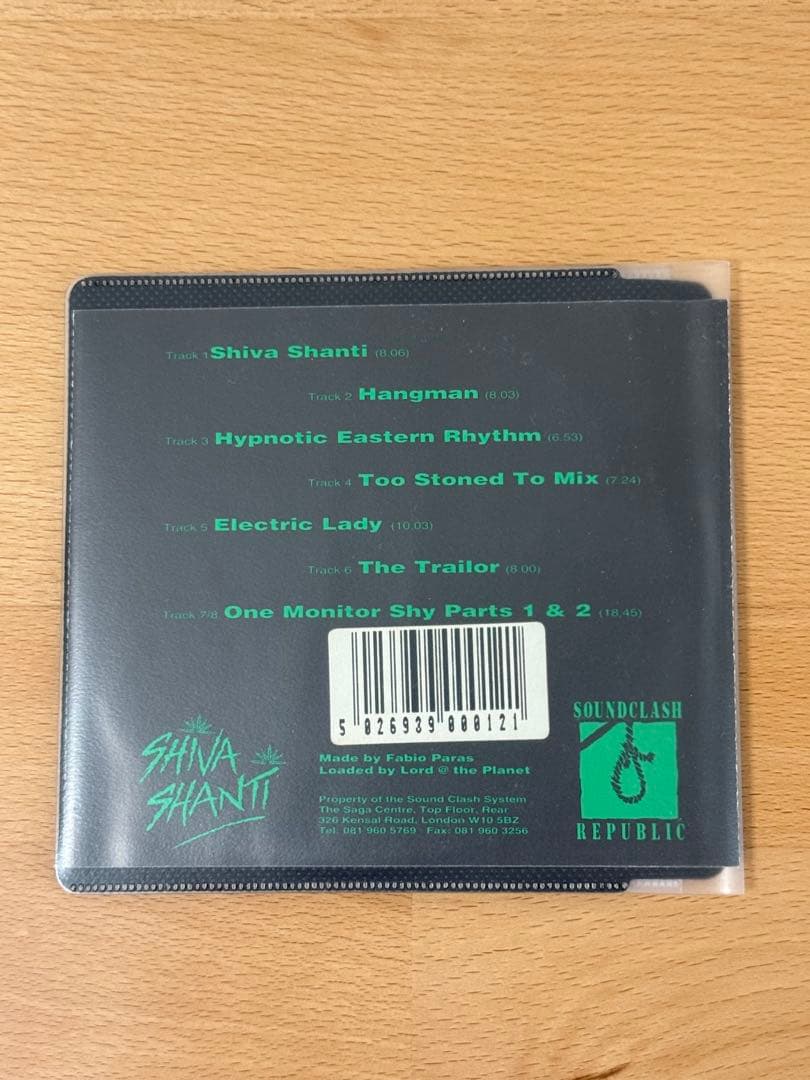 Track 1 Shiva Shanti (8.06)
Track 2 Hangman (8.03)
Track 3 Hypnotic Eastern Rhythm (6.53)
Track 4 Too Stoned To Mix (7.24)
Track 5 Electric Lady (10.03)
Track 6 The Trailor (8.00)
Track 7/8 One Monitor Shy Parts 1 & 2 (18.45)
5 026939 000121
SHIVA
SHANTI
Made by Fabio Paras
Loaded by Lord @ the Planet
Property of the Sound Clash System
The Saga Centre, Top Floor, Rear
326 Kensal Road, London W10 5BZ
Tel: 081 960 5769 Fax: 081 960 3256
SOUNDCLASH
REPUBLIC